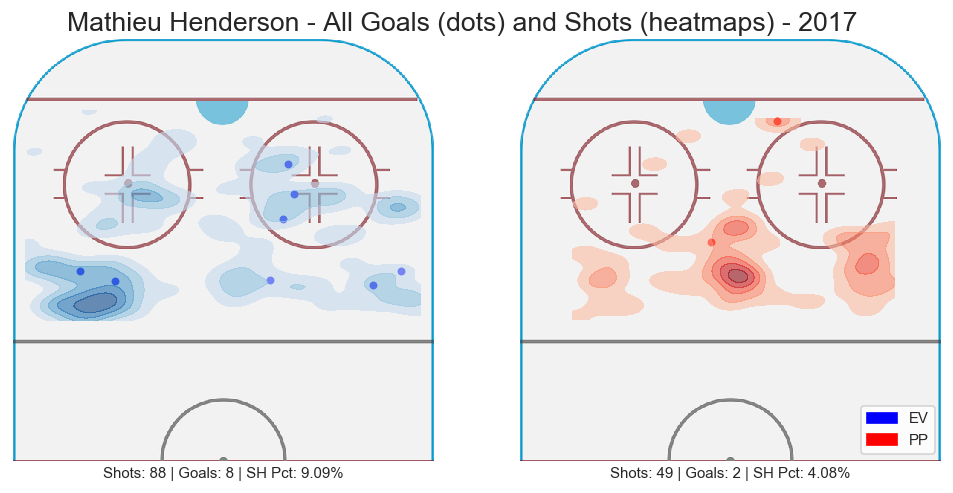 Mathieu Henderson - All Goals (dots) and Shots (heatmaps) - 2017
EV
PP
Shots: 88 | Goals: 8 | SH Pct: 9.09%
Shots: 49 | Goals: 2 | SH Pct: 4.08%